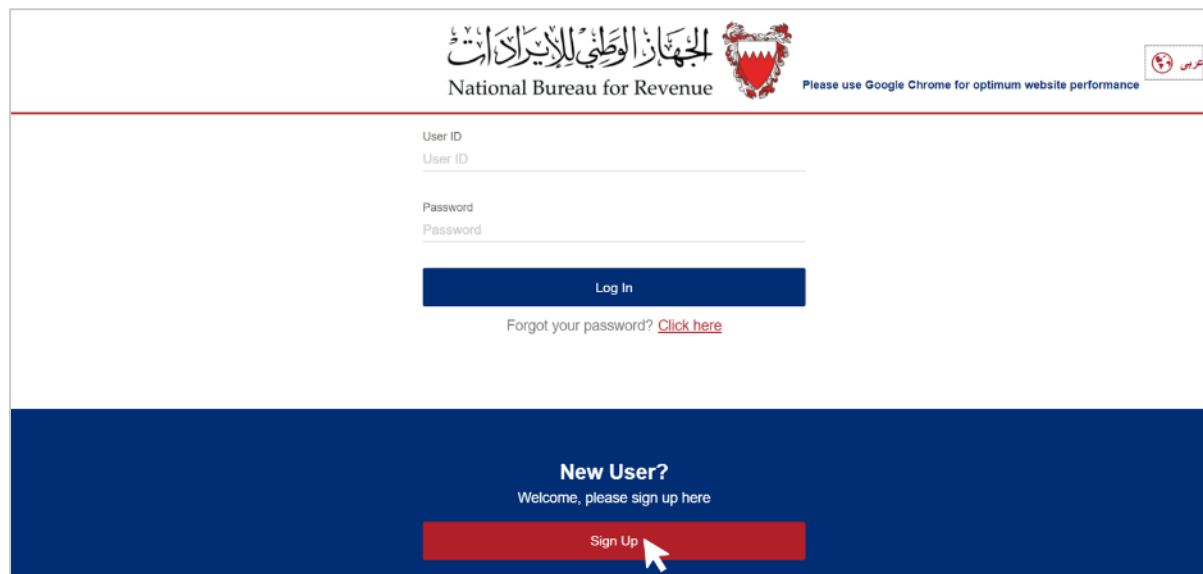 الجهاز الوطني للإيرادات
National Bureau for Revenue
Please use Google Chrome for optimum website performance
عربي
User ID
User ID
Password
Password
Log In
Forgot your password? Click here
New User?
Welcome, please sign up here
Sign Up